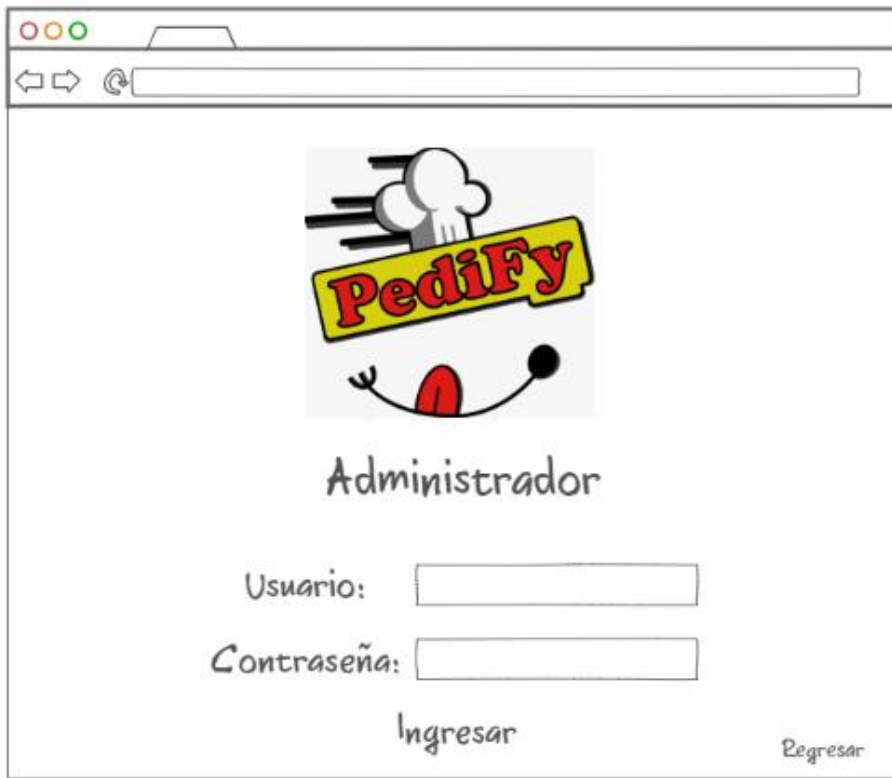 PediFy
Administrador
Usuario:
Contraseña:
Ingresar
Regresar